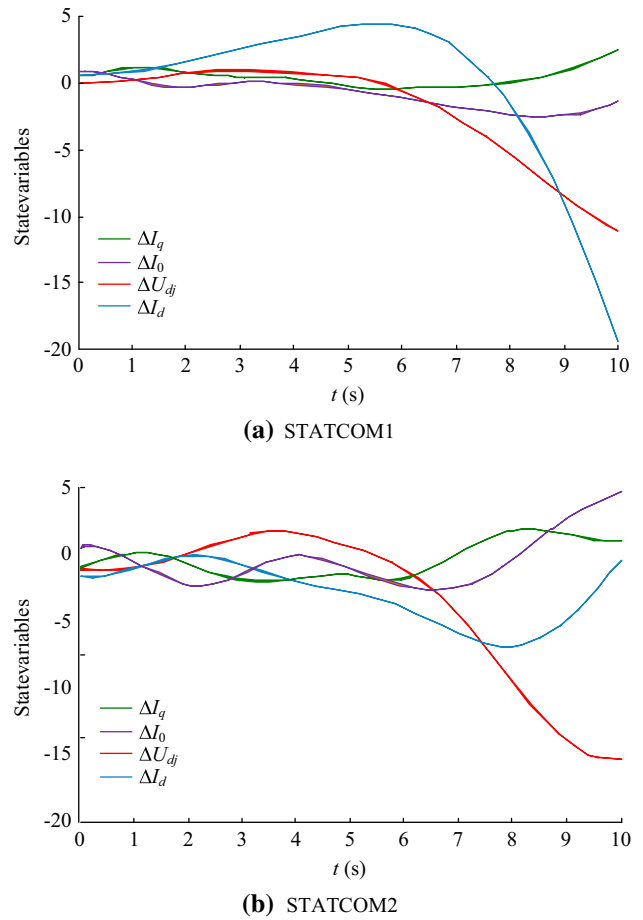 5
0
-5
-10
-15
-20
Statevariables
ΔI_q
ΔI_0
ΔU_dj
ΔI_d
0 1 2 3 4 5 6 7 8 9 10
t (s)
(a) STATCOM1
5
0
-5
-10
-15
-20
Statevariables
ΔI_q
ΔI_0
ΔU_dj
ΔI_d
0 1 2 3 4 5 6 7 8 9 10
t (s)
(b) STATCOM2